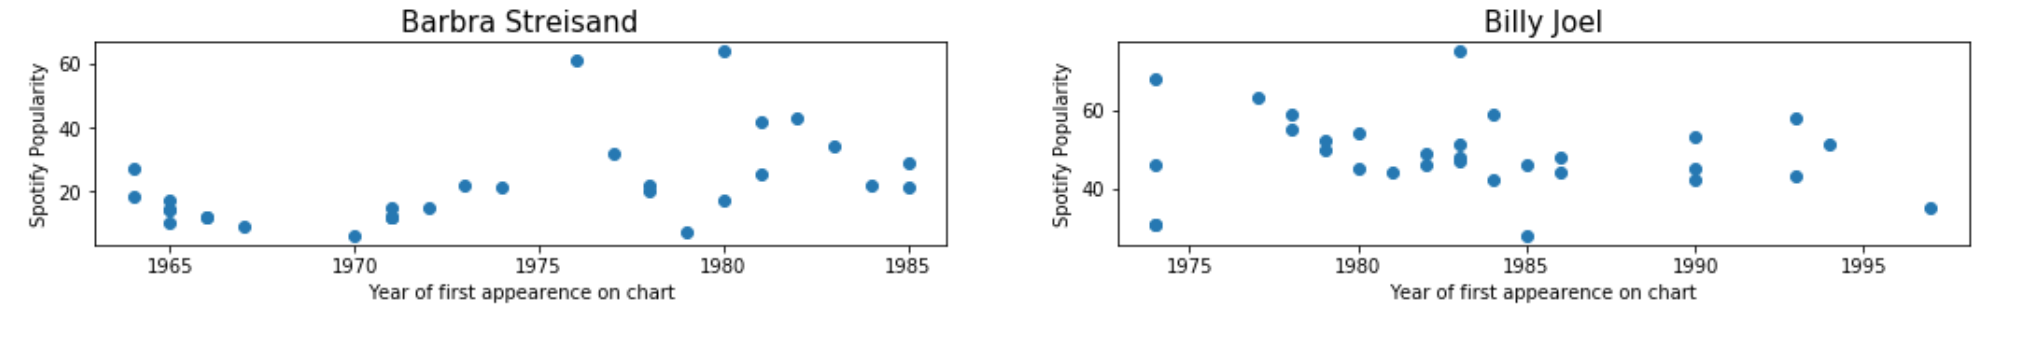 Barbra Streisand
Spotify Popularity
60
40
20
1965 1970 1975 1980 1985
Year of first appearence on chart
Billy Joel
Spotify Popularity
60
40
1975 1980 1985 1990 1995
Year of first appearence on chart